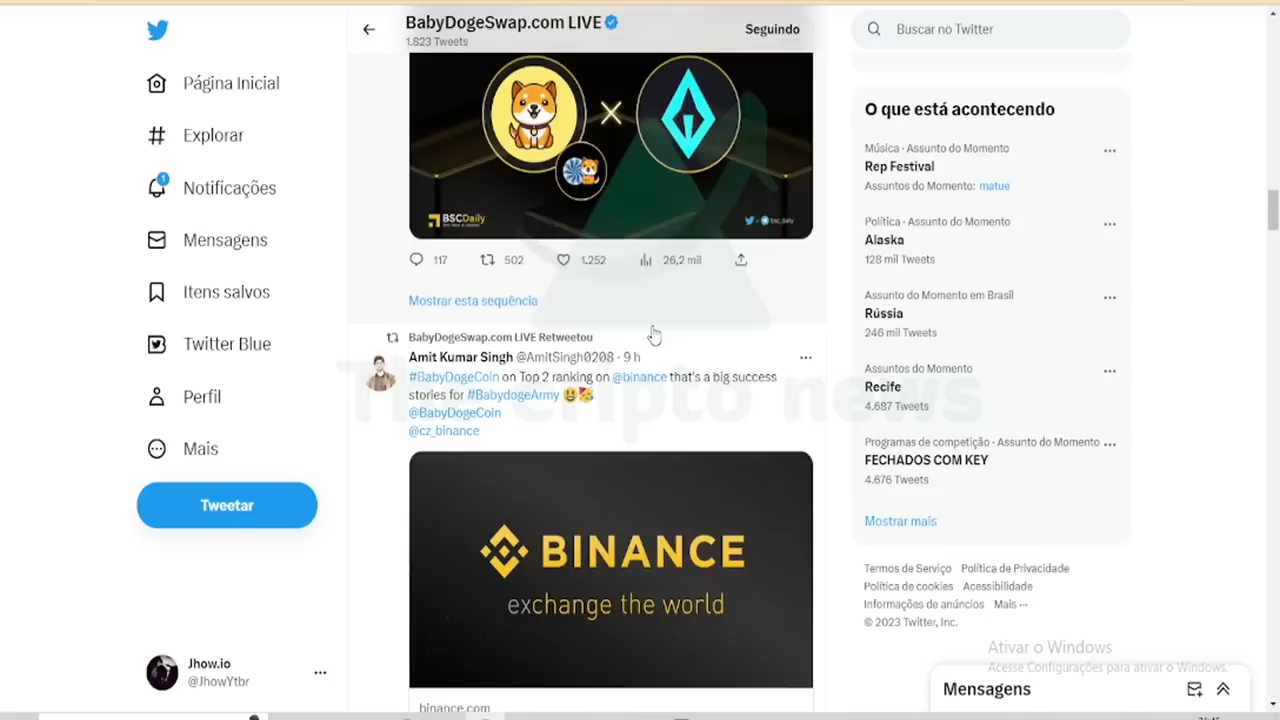 BabyDogeSwap.com LIVE
1.823 Tweets
Seguindo
Buscar no Twitter
Página Inicial
Explorar
Notificações
1
Mensagens
Itens salvos
Twitter Blue
Perfil
Mais
Tweetar
Jhow.io
@JhowYtbr
BSCDaily
bsc_daily
117
502
1.252
26,2 mil
Mostrar esta sequência
BabyDogeSwap.com LIVE Retweetou
Amit Kumar Singh @AmitSingh0208 · 9 h
#BabyDogeCoin on Top 2 ranking on @binance that's a big success
stories for #BabydogeArmy 😃🥳
@BabyDogeCoin
@cz_binance
The cripto news
BINANCE
exchange the world
binance.com
O que está acontecendo
Música · Assunto do Momento
Rep Festival
Assuntos do Momento: matue
Política · Assunto do Momento
Alaska
128 mil Tweets
Assunto do Momento em Brasil
Rússia
246 mil Tweets
Assuntos do Momento
Recife
4.687 Tweets
Programas de competição · Assunto do Momento
FECHADOS COM KEY
4.676 Tweets
Mostrar mais
Termos de Serviço Política de Privacidade
Política de cookies Acessibilidade
Informações de anúncios Mais ···
© 2023 Twitter, Inc.
Ativar o Windows
Acesse Configurações para ativar o Windows.
Mensagens